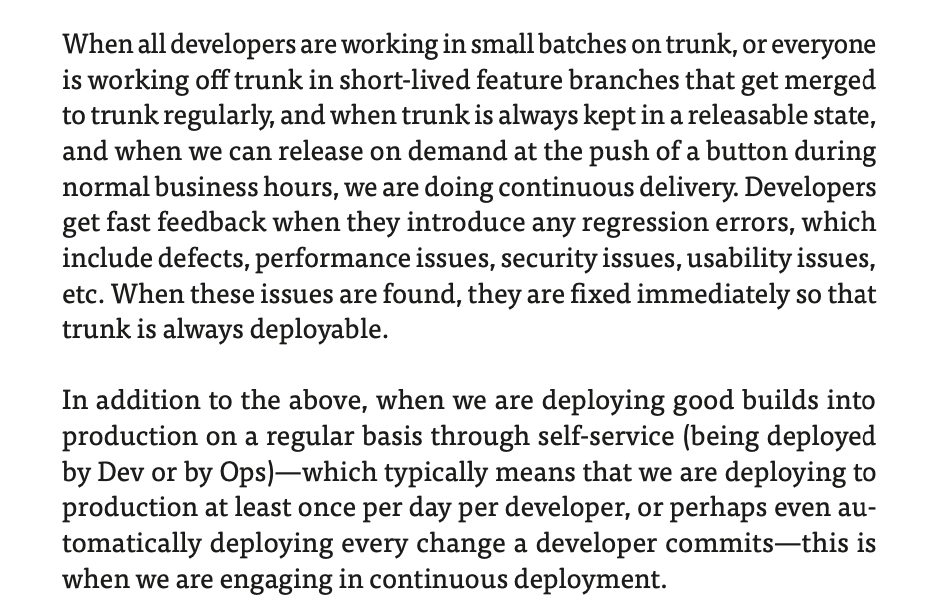 When all developers are working in small batches on trunk, or everyone
is working off trunk in short-lived feature branches that get merged
to trunk regularly, and when trunk is always kept in a releasable state,
and when we can release on demand at the push of a button during
normal business hours, we are doing continuous delivery. Developers
get fast feedback when they introduce any regression errors, which
include defects, performance issues, security issues, usability issues,
etc. When these issues are found, they are fixed immediately so that
trunk is always deployable.
In addition to the above, when we are deploying good builds into
production on a regular basis through self-service (being deployed
by Dev or by Ops)—which typically means that we are deploying to
production at least once per day per developer, or perhaps even au-
tomatically deploying every change a developer commits—this is
when we are engaging in continuous deployment.